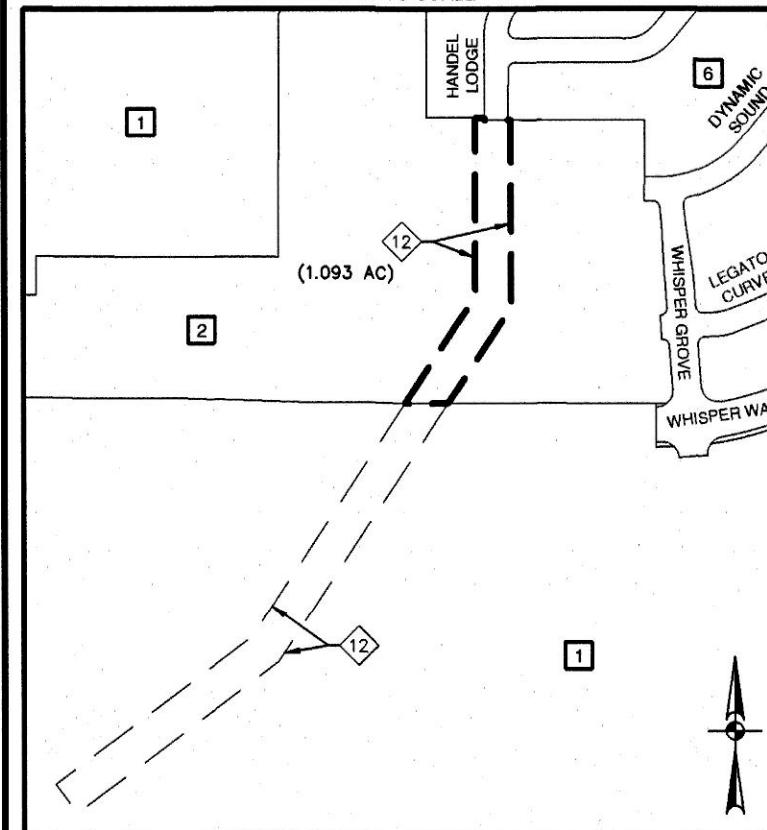 HANDEL
LODGE
6
DYNAMIC
SOUND
1
12
(1.093 AC)
WHISPER GROVE
LEGATO
CURVE
2
WHISPER WA
12
1